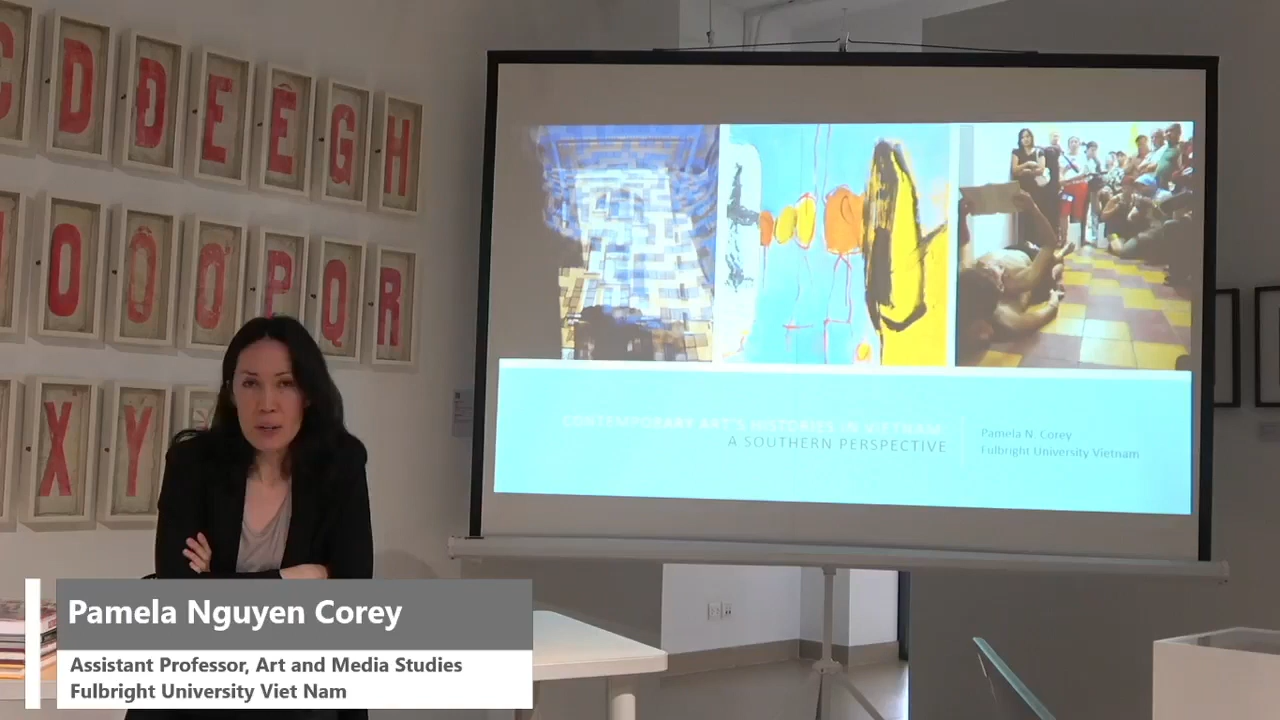 C D Đ E Ê G H
O Ô Ơ P Q R
X Y
CONTEMPORARY ART'S HISTORIES IN VIETNAM
A SOUTHERN PERSPECTIVE
Pamela N. Corey
Fulbright University Vietnam
Pamela Nguyen Corey
Assistant Professor, Art and Media Studies
Fulbright University Viet Nam